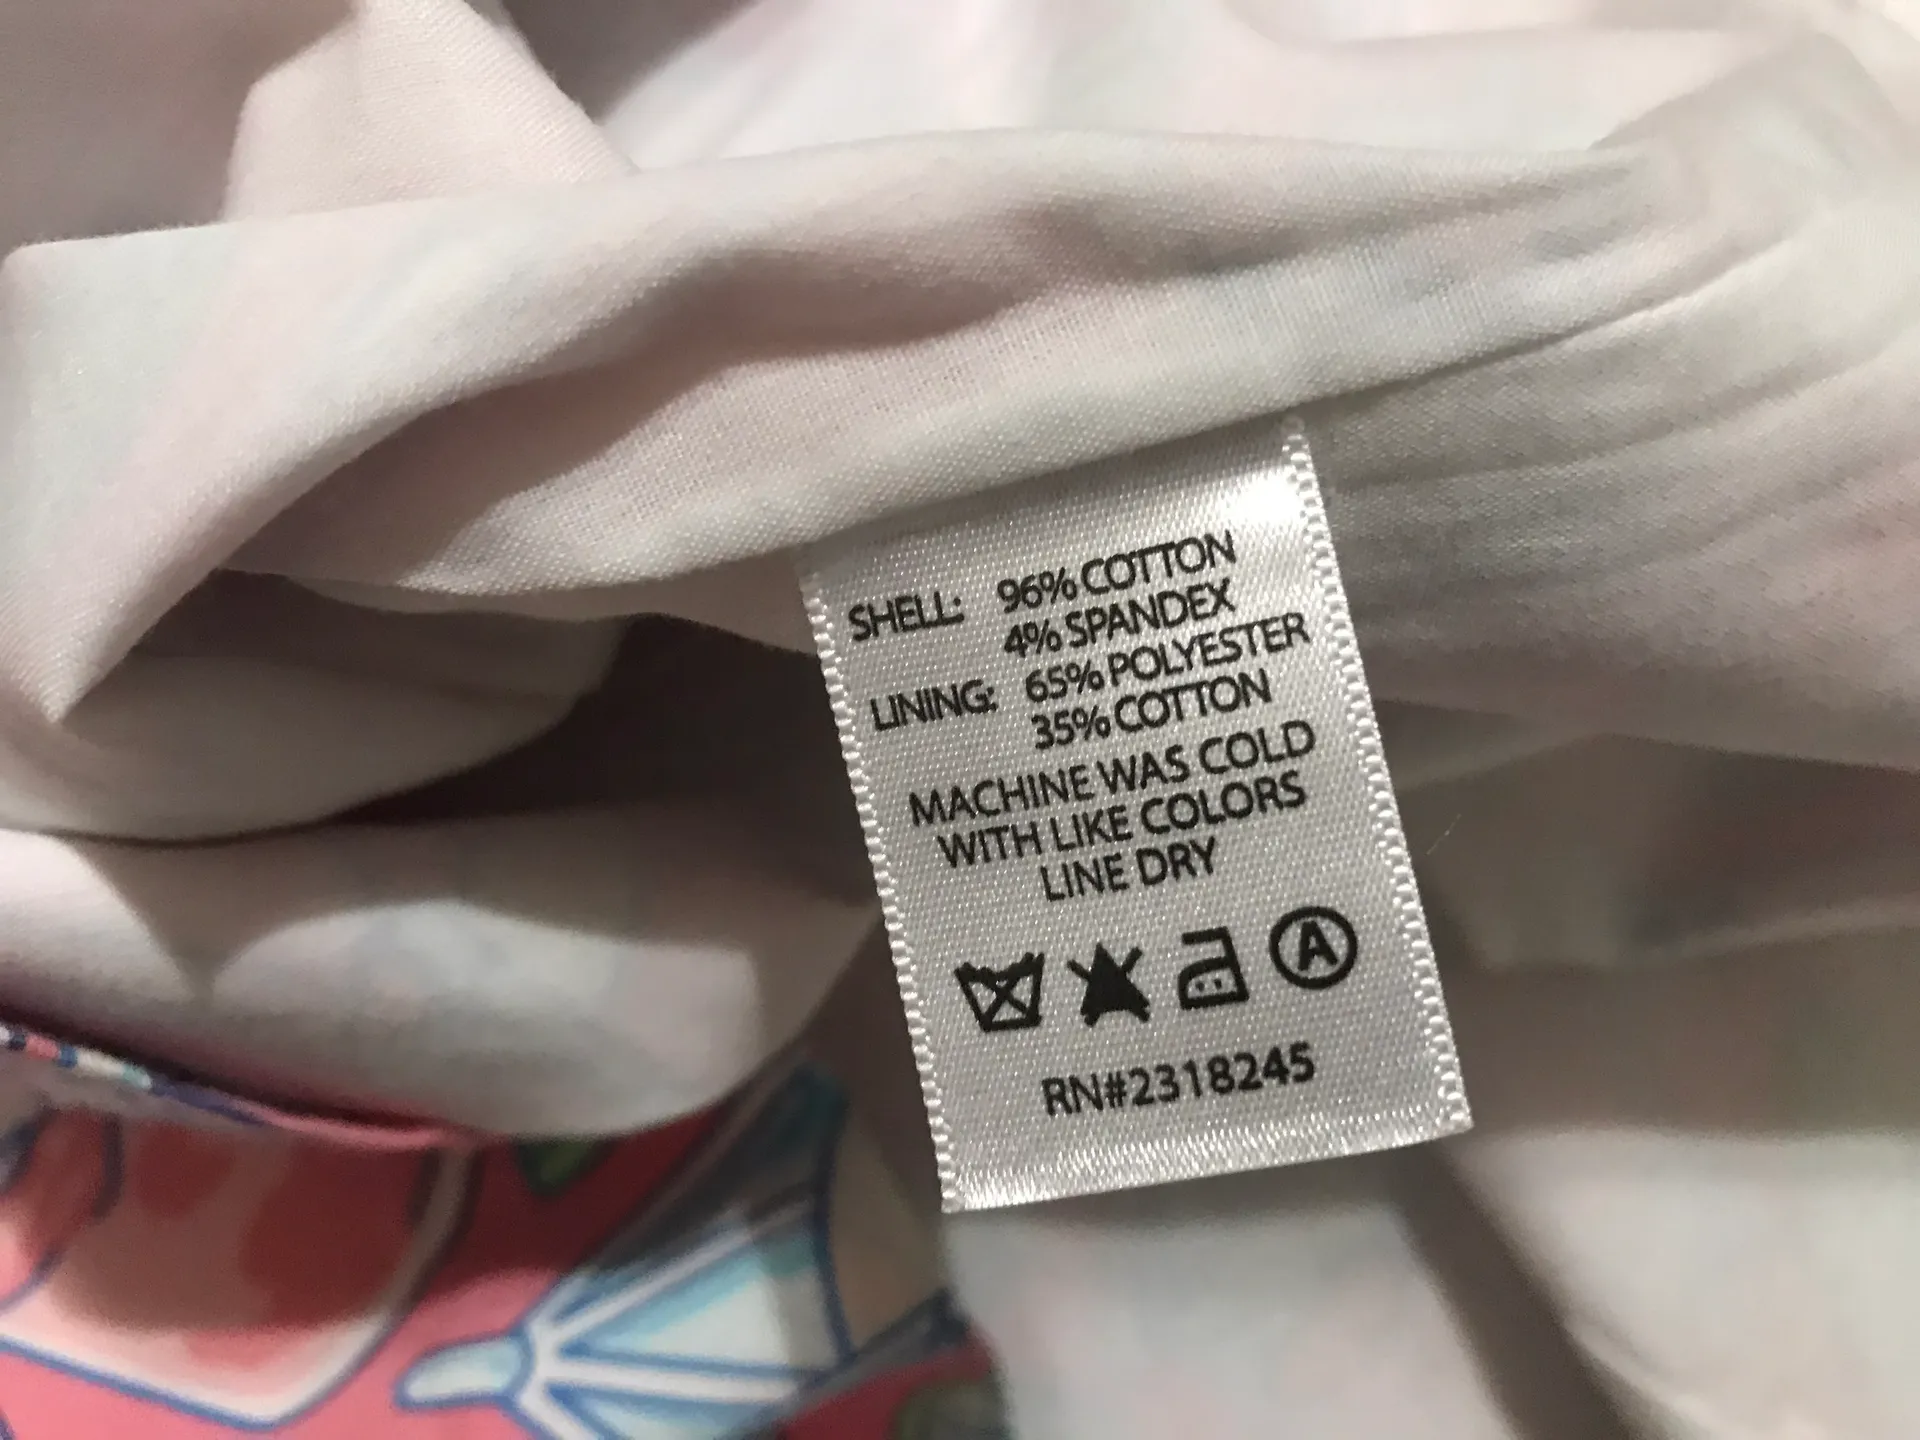 SHELL: 96% COTTON
4% SPANDEX
LINING: 65% POLYESTER
35% COTTON
MACHINE WAS COLD
WITH LIKE COLORS
LINE DRY
A
RN#2318245